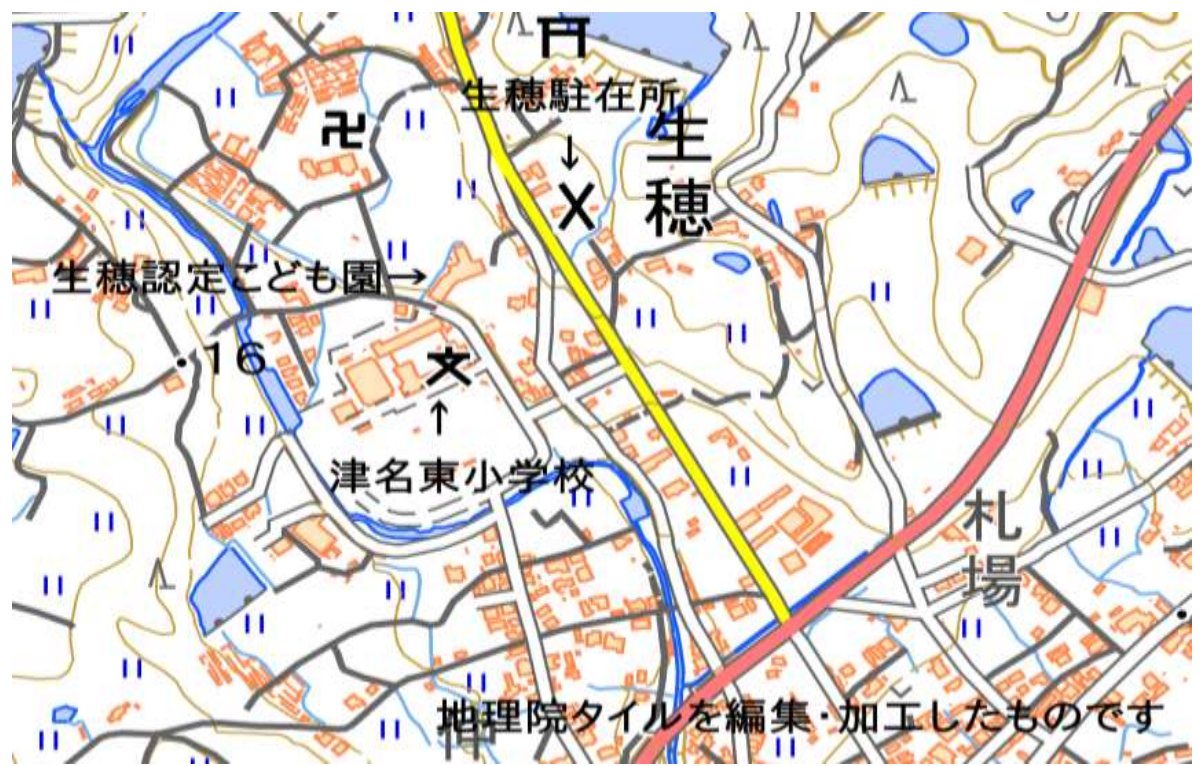 生穂駐在所
↓
生穂
生穂認定こども園→
・16
↑
津名東小学校
札場
地理院タイルを編集・加工したものです